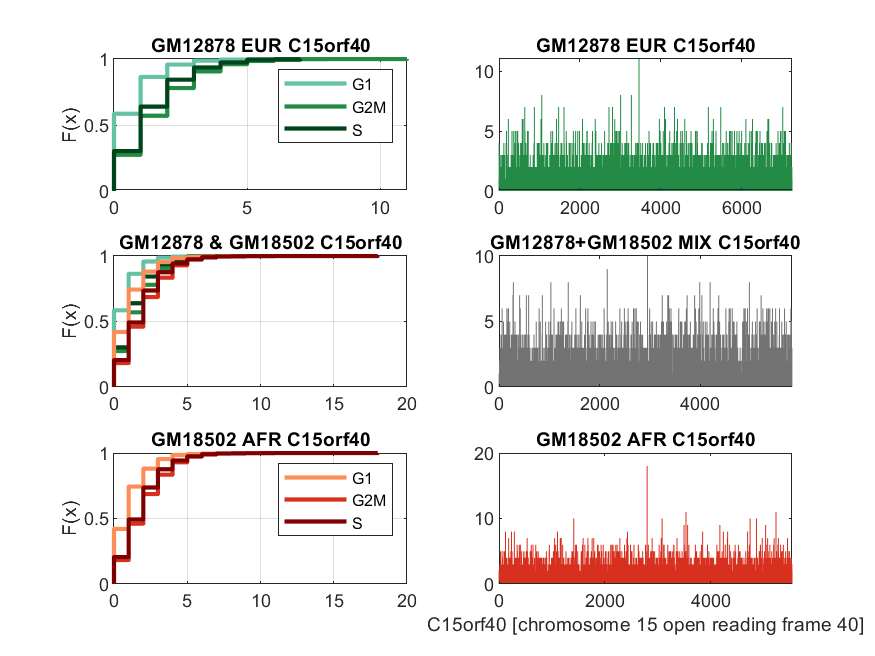 GM12878 EUR C15orf40
F(x)
1
0.5
0
0
5
10
G1
G2M
S
GM12878 EUR C15orf40
10
5
0
0
2000
4000
6000
GM12878 & GM18502 C15orf40
F(x)
1
0.5
0
0
5
10
15
20
GM12878+GM18502 MIX C15orf40
10
5
0
0
2000
4000
GM18502 AFR C15orf40
F(x)
1
0.5
0
0
5
10
15
20
G1
G2M
S
GM18502 AFR C15orf40
20
10
0
0
2000
4000
C15orf40 [chromosome 15 open reading frame 40]